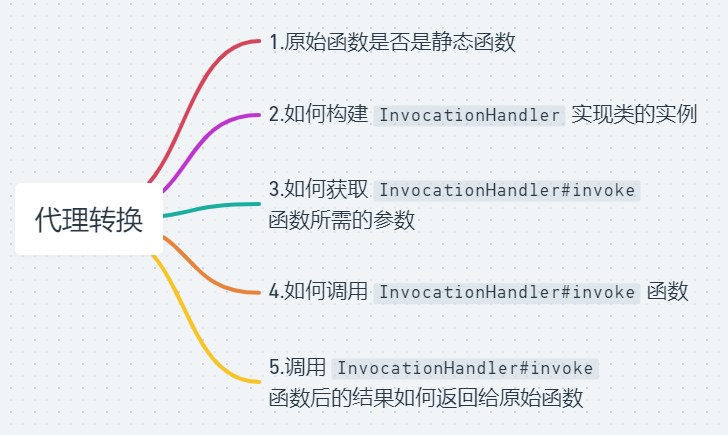 代理转换
1.原始函数是否是静态函数
2.如何构建 InvocationHandler 实现类的实例
3.如何获取 InvocationHandler#invoke
函数所需的参数
4.如何调用 InvocationHandler#invoke 函数
5.调用 InvocationHandler#invoke
函数后的结果如何返回给原始函数